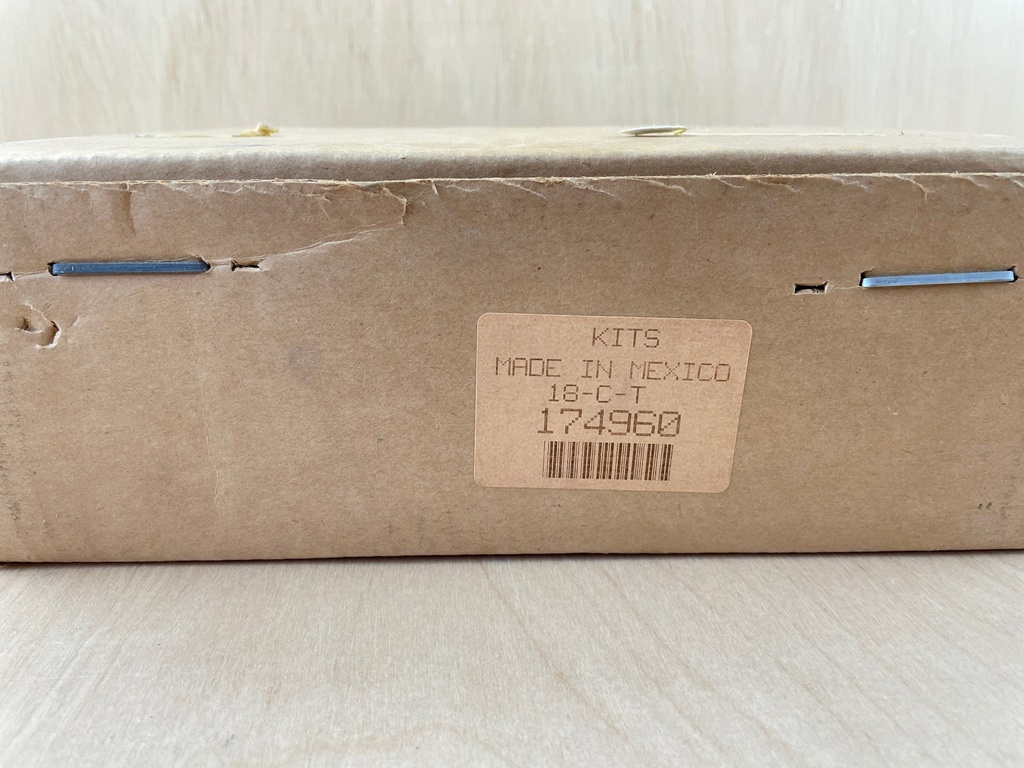 KITS
MADE IN MEXICO
18-C-T
174960